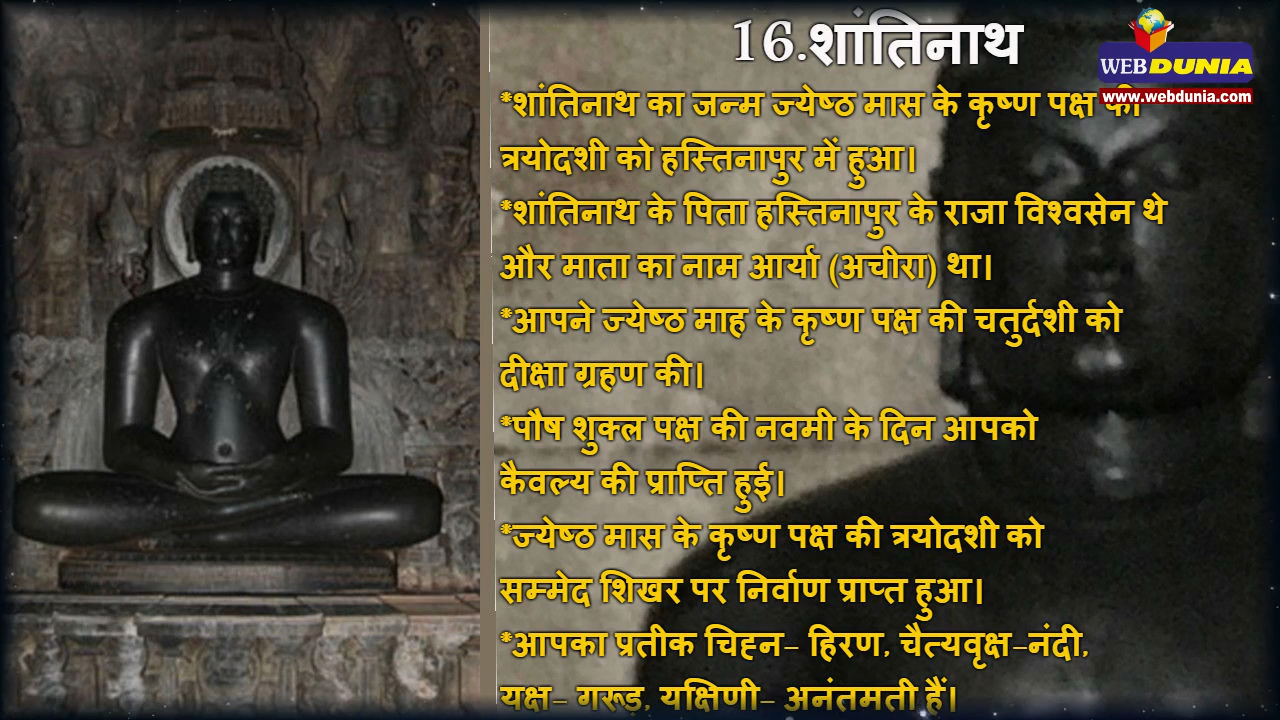 16.शांतिनाथ
WEBDUNIA
www.webdunia.com
*शांतिनाथ का जन्म ज्येष्ठ मास के कृष्ण पक्ष की
त्रयोदशी को हस्तिनापुर में हुआ।
*शांतिनाथ के पिता हस्तिनापुर के राजा विश्वसेन थे
और माता का नाम आर्या (अचीरा) था।
*आपने ज्येष्ठ माह के कृष्ण पक्ष की चतुर्दशी को
दीक्षा ग्रहण की।
*पौष शुक्ल पक्ष की नवमी के दिन आपको
कैवल्य की प्राप्ति हुई।
*ज्येष्ठ मास के कृष्ण पक्ष की त्रयोदशी को
सम्मेद शिखर पर निर्वाण प्राप्त हुआ।
*आपका प्रतीक चिह्न- हिरण, चैत्यवृक्ष-नंदी,
यक्ष- गरूड़, यक्षिणी- अनंतमती हैं।